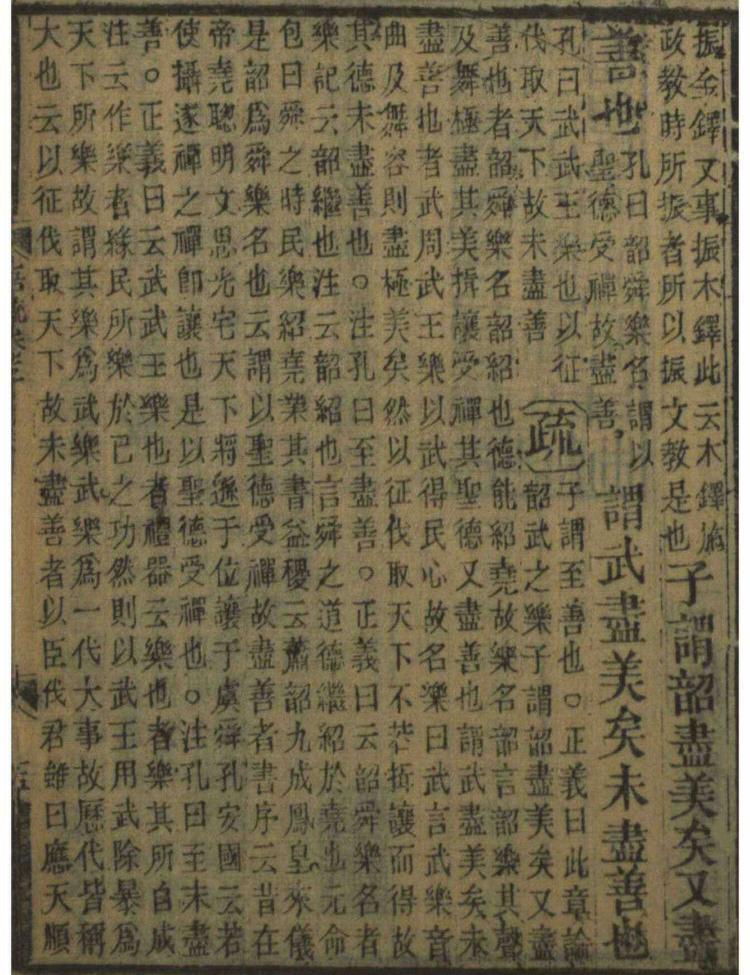 振金鐸又事振木鐸此云木鐸施
政教時所振者所以振文教是也
子謂韶盡美矣又盡
善也
孔曰韶舜樂名謂以
聖德受禪故盡善
謂武盡美矣未盡善也
孔曰武武王樂也以征
伐取天下故未盡善
疏
子謂至善也○正義曰此章論
韶武之樂子謂韶盡美矣又盡
善也者韶舜樂名韶紹也德能紹堯故樂名韶言韶樂其聲
及舞極盡其美揖讓受禪其聖德又盡善也謂武盡美矣未
盡善也者武周武王樂以武得民心故名樂曰武言武樂音
曲及舞容則盡極美矣然以征伐取天下不若揖讓而得故
其德未盡善也○注孔曰至盡善○正義曰云韶舜樂名者
樂記云韶繼也注云韶紹也言舜之道德繼紹於堯也元命
包曰舜之時民樂紹堯業其書益稷云蕭韶九成鳳皇來儀
是韶爲舜樂名也云謂以聖德受禪故盡善者書序云昔在
帝堯聰明文思光宅天下將遜于位讓于虞舜孔安國云若
使攝遂禪之禪即讓也是以聖德受禪也○注孔曰至未盡
善○正義曰云武武王樂也者禮器云樂也者樂其所自成
注云作樂者緣民所樂於己之功然則以武王用武除暴爲
天下所樂故謂其樂爲武樂武樂爲一代大事故歷代皆稱
大也云以征伐取天下故未盡善者以臣伐君雖曰應天順